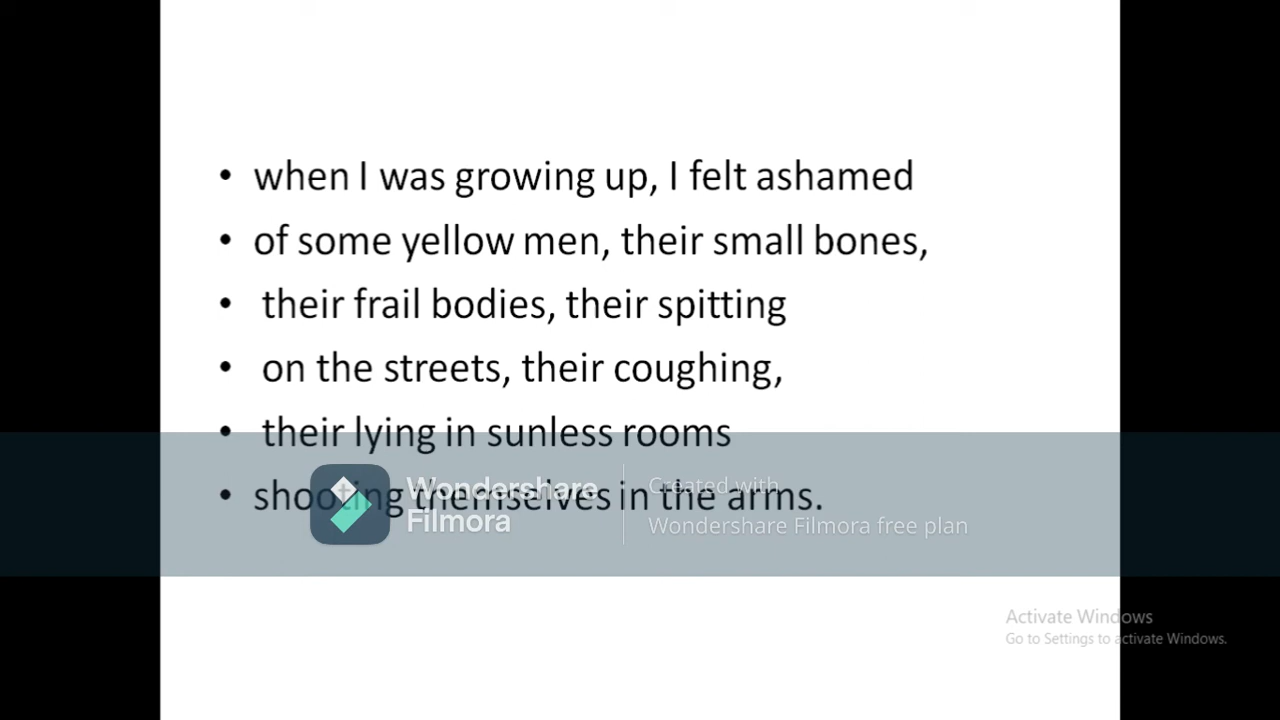 • when I was growing up, I felt ashamed
• of some yellow men, their small bones,
• their frail bodies, their spitting
• on the streets, their coughing,
• their lying in sunless rooms
• shooting themselves in the arms.
Wondershare
Filmora
Created with
Wondershare Filmora free plan
Activate Windows
Go to Settings to activate Windows.